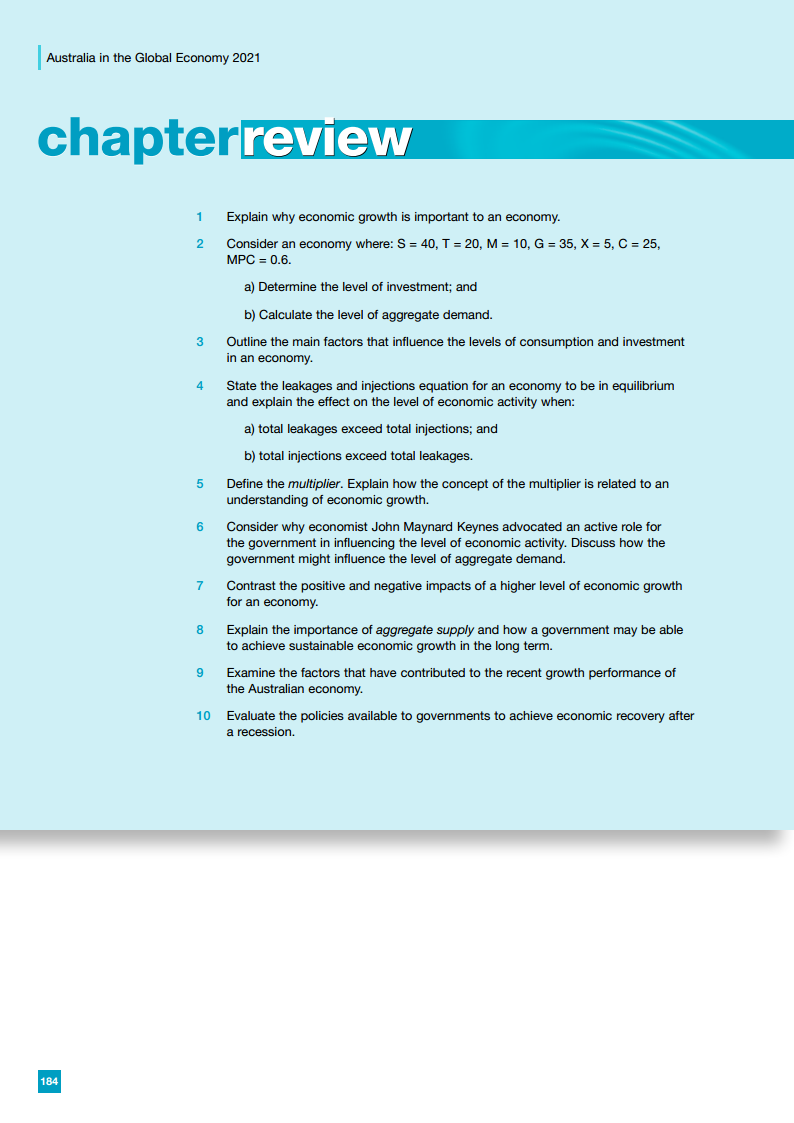 Australia in the Global Economy 2021
chapterreview
1 Explain why economic growth is important to an economy.
2 Consider an economy where: S = 40, T = 20, M = 10, G = 35, X = 5, C = 25,
MPC = 0.6.
a) Determine the level of investment; and
b) Calculate the level of aggregate demand.
3 Outline the main factors that influence the levels of consumption and investment
in an economy.
4 State the leakages and injections equation for an economy to be in equilibrium
and explain the effect on the level of economic activity when:
a) total leakages exceed total injections; and
b) total injections exceed total leakages.
5 Define the multiplier. Explain how the concept of the multiplier is related to an
understanding of economic growth.
6 Consider why economist John Maynard Keynes advocated an active role for
the government in influencing the level of economic activity. Discuss how the
government might influence the level of aggregate demand.
7 Contrast the positive and negative impacts of a higher level of economic growth
for an economy.
8 Explain the importance of aggregate supply and how a government may be able
to achieve sustainable economic growth in the long term.
9 Examine the factors that have contributed to the recent growth performance of
the Australian economy.
10 Evaluate the policies available to governments to achieve economic recovery after
a recession.
184